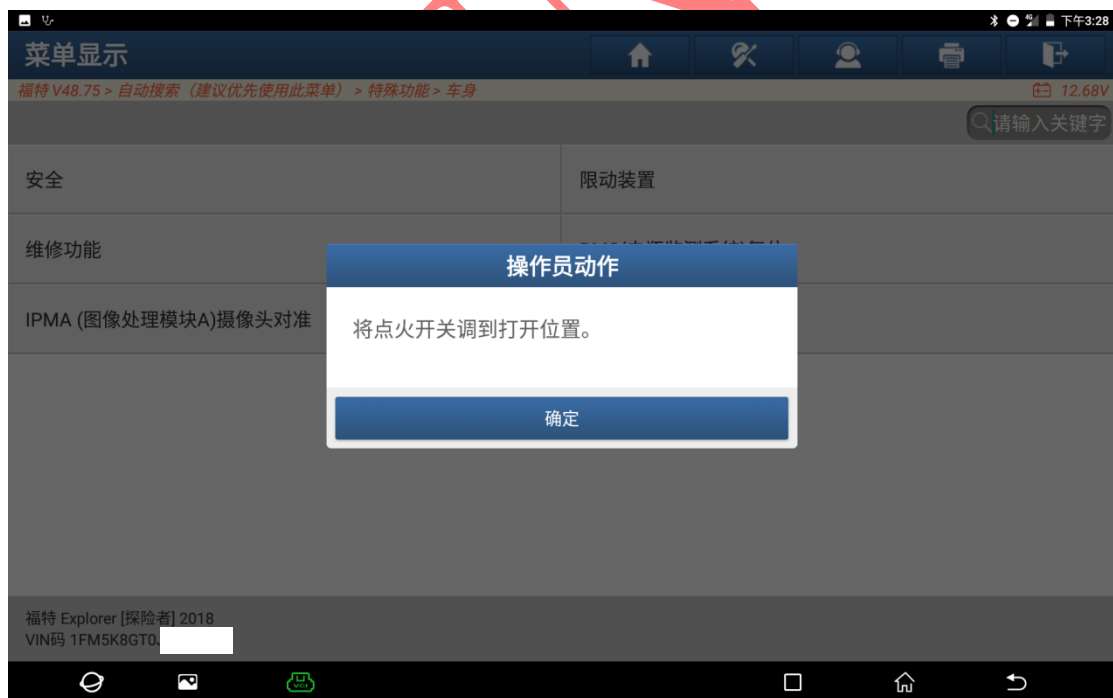 下午3:28
菜单显示
福特 V48.75 > 自动搜索（建议优先使用此菜单） > 特殊功能 > 车身
12.68V
请输入关键字
安全
限动装置
维修功能
IPMA (图像处理模块A)摄像头对准
操作员动作
将点火开关调到打开位置。
确定
福特 Explorer [探险者] 2018
VIN码 1FM5K8GT0
VCI